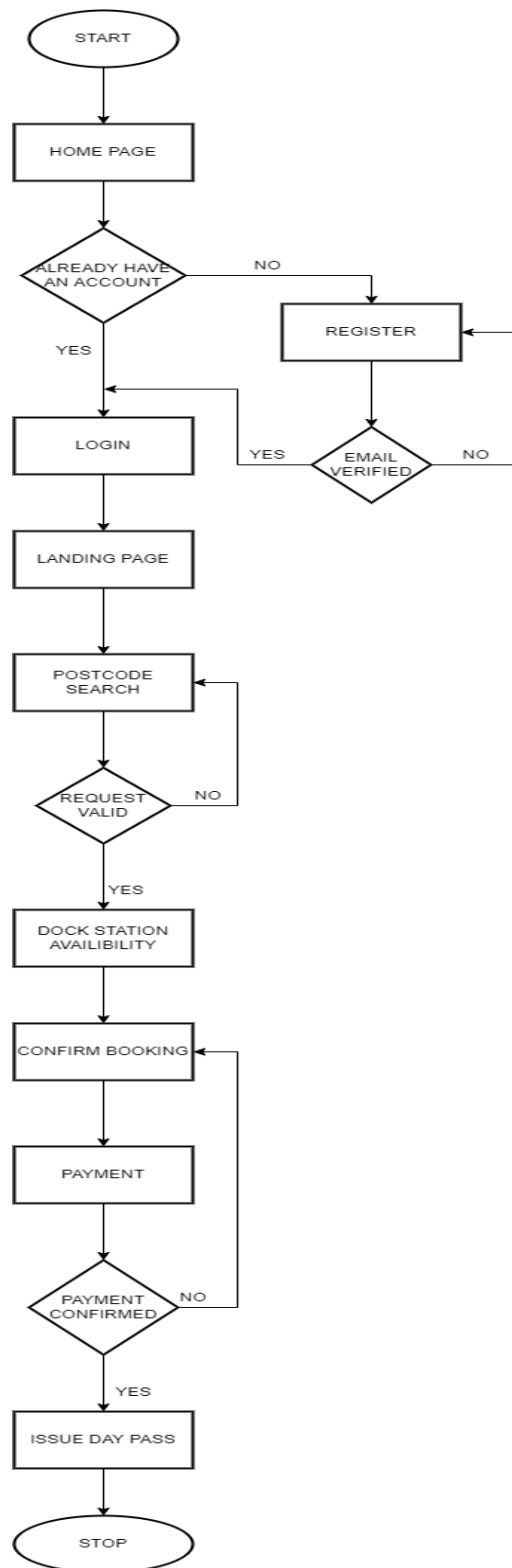 START
HOME PAGE
ALREADY HAVE
AN ACCOUNT
NO
REGISTER
YES
LOGIN
YES
EMAIL
VERIFIED
NO
LANDING PAGE
POSTCODE
SEARCH
REQUEST
VALID
NO
YES
DOCK STATION
AVAILIBILITY
CONFIRM BOOKING
PAYMENT
PAYMENT
CONFIRMED
NO
YES
ISSUE DAY PASS
STOP